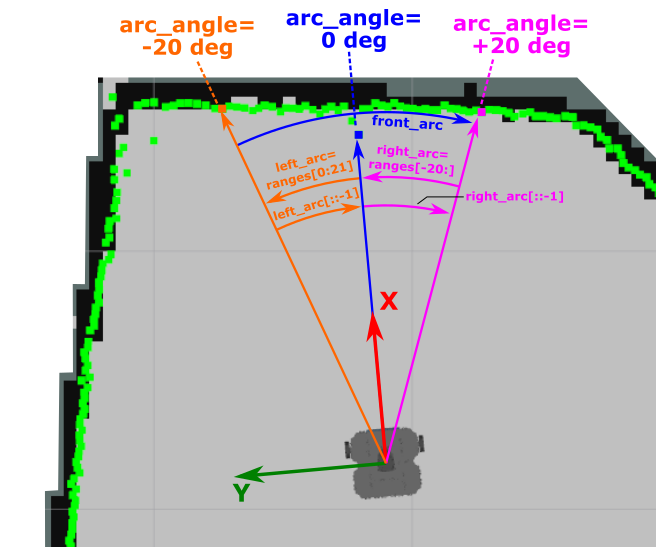 arc_angle=
-20 deg
arc_angle=
0 deg
arc_angle=
+20 deg
front_arc
left_arc=
ranges[0:21]
right_arc=
ranges[-20:]
left_arc[::-1]
right_arc[::-1]
X
Y